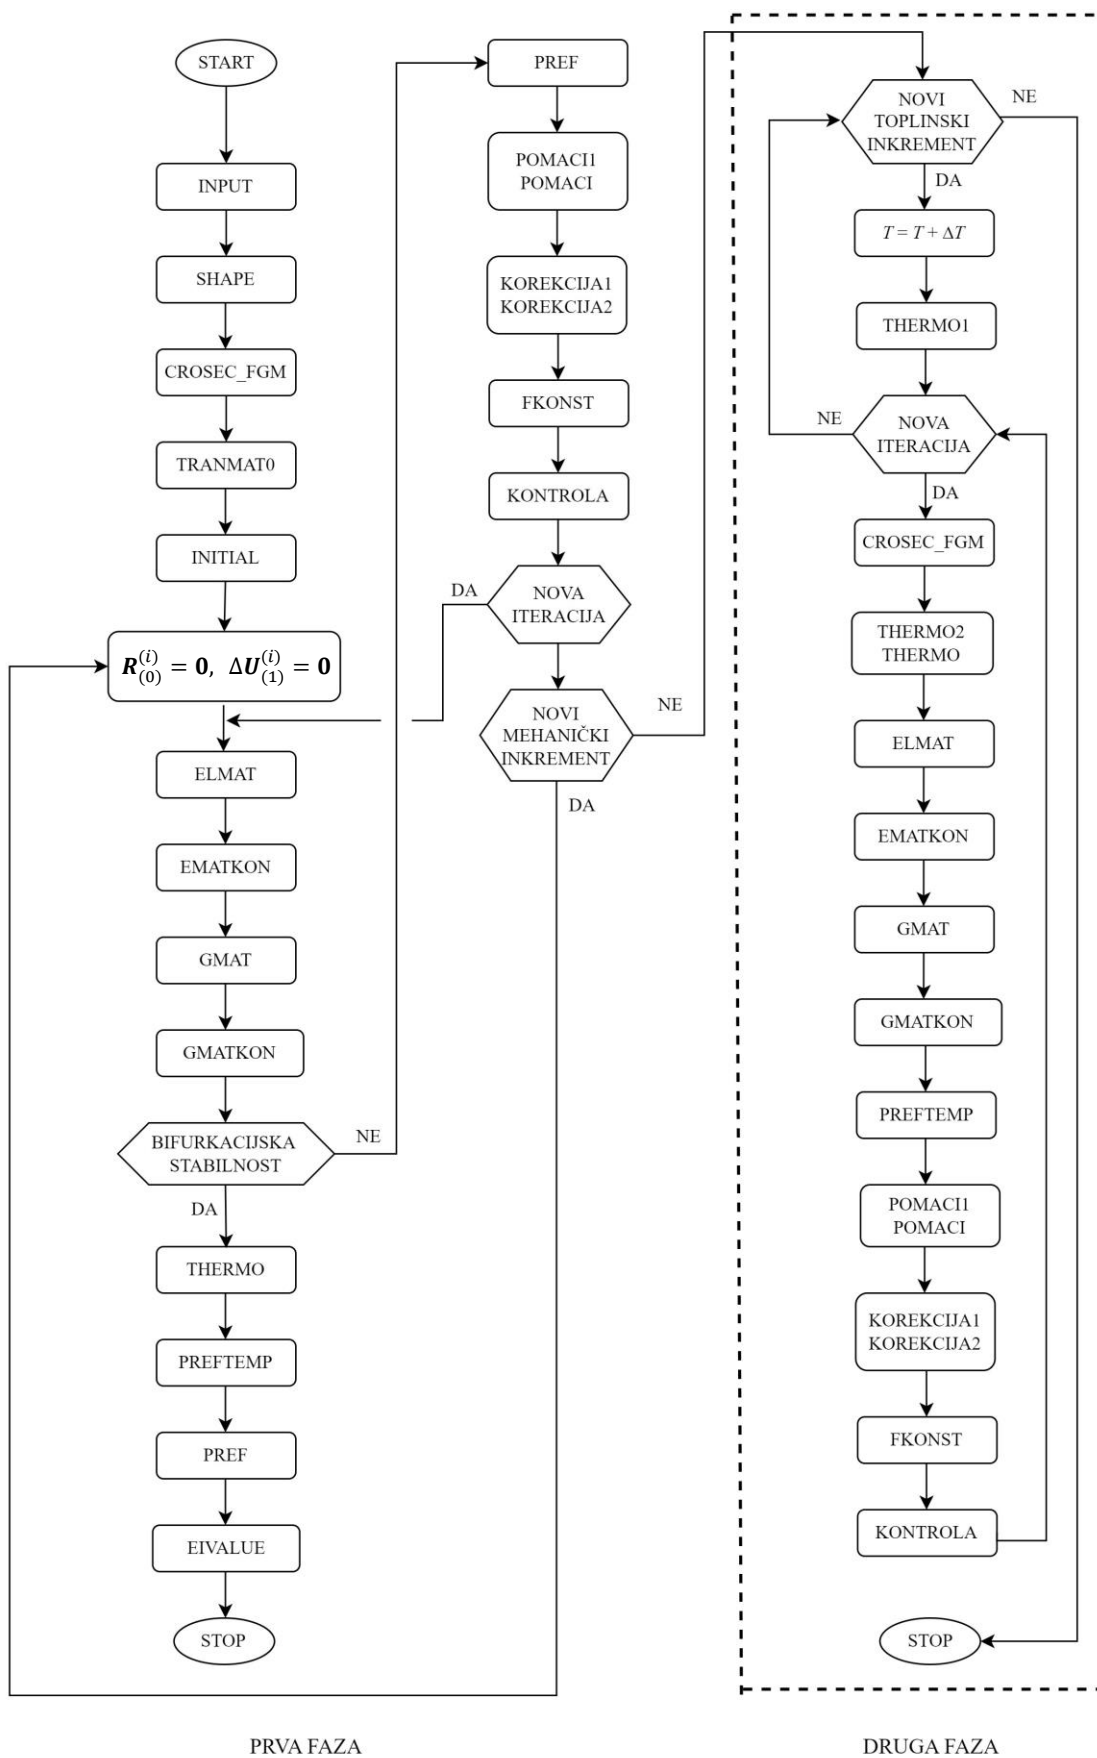 START
INPUT
SHAPE
CROSEC_FGM
TRANMAT0
INITIAL
R₍₀₎⁽ⁱ⁾ = 0, ΔU₍₁₎⁽ⁱ⁾ = 0
ELMAT
EMATKON
GMAT
GMATKON
BIFURKACIJSKA
STABILNOST
NE
DA
THERMO
PREFTEMP
PREF
EIVALUE
STOP
PREF
POMACI1
POMACI
KOREKCIJA1
KOREKCIJA2
FKONST
KONTROLA
DA
NOVA
ITERACIJA
NOVI
MEHANIČKI
INKREMENT
NE
DA
NOVI
TOPLINSKI
INKREMENT
NE
DA
T = T + ΔT
THERMO1
NE
NOVA
ITERACIJA
DA
CROSEC_FGM
THERMO2
THERMO
ELMAT
EMATKON
GMAT
GMATKON
PREFTEMP
POMACI1
POMACI
KOREKCIJA1
KOREKCIJA2
FKONST
KONTROLA
STOP
PRVA FAZA
DRUGA FAZA